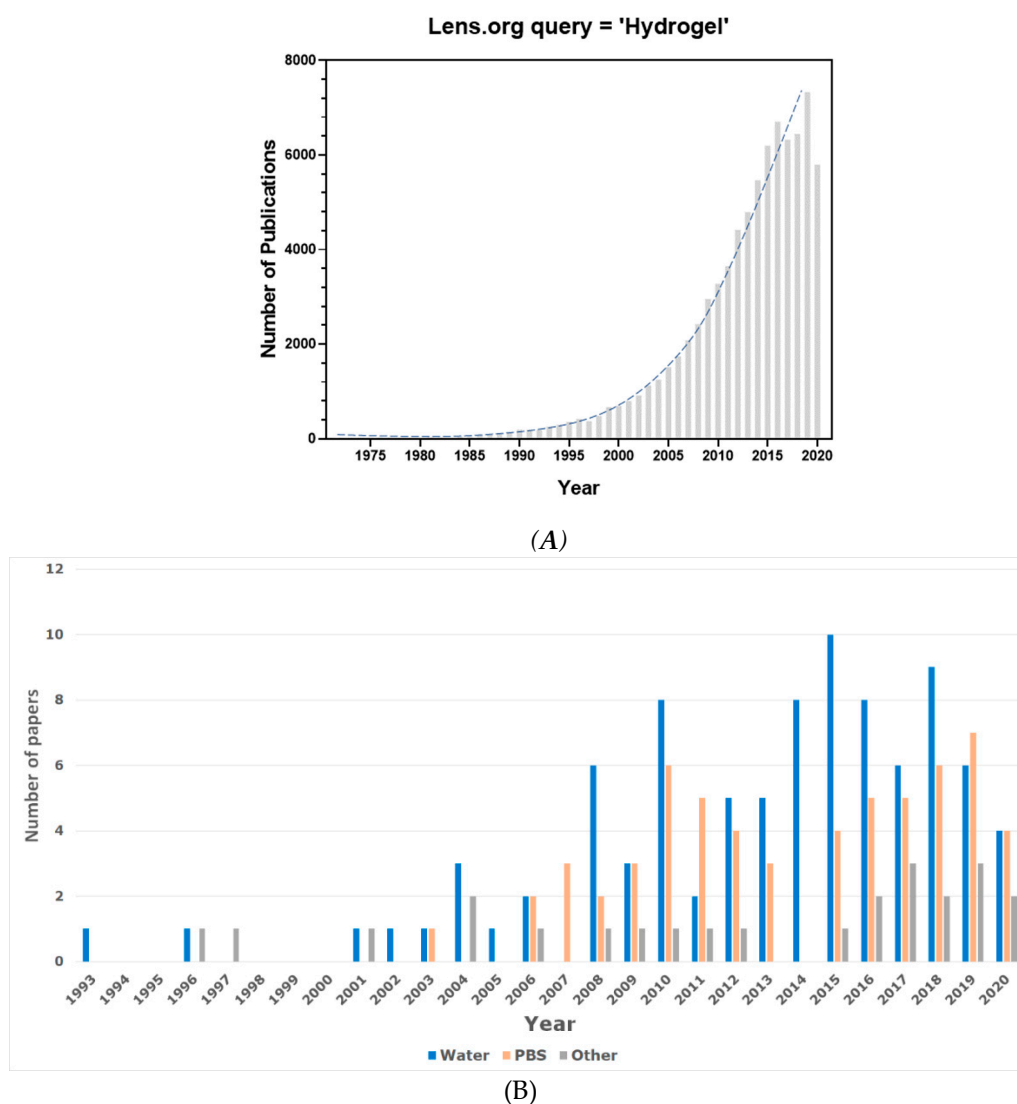 Lens.org query = 'Hydrogel'
8000
6000
4000
2000
0
Number of Publications
1975 1980 1985 1990 1995 2000 2005 2010 2015 2020
Year
(A)
12
10
8
6
4
2
0
Number of papers
1993 1994 1995 1996 1997 1998 1999 2000 2001 2002 2003 2004 2005 2006 2007 2008 2009 2010 2011 2012 2013 2014 2015 2016 2017 2018 2019 2020
Year
Water PBS Other
(B)